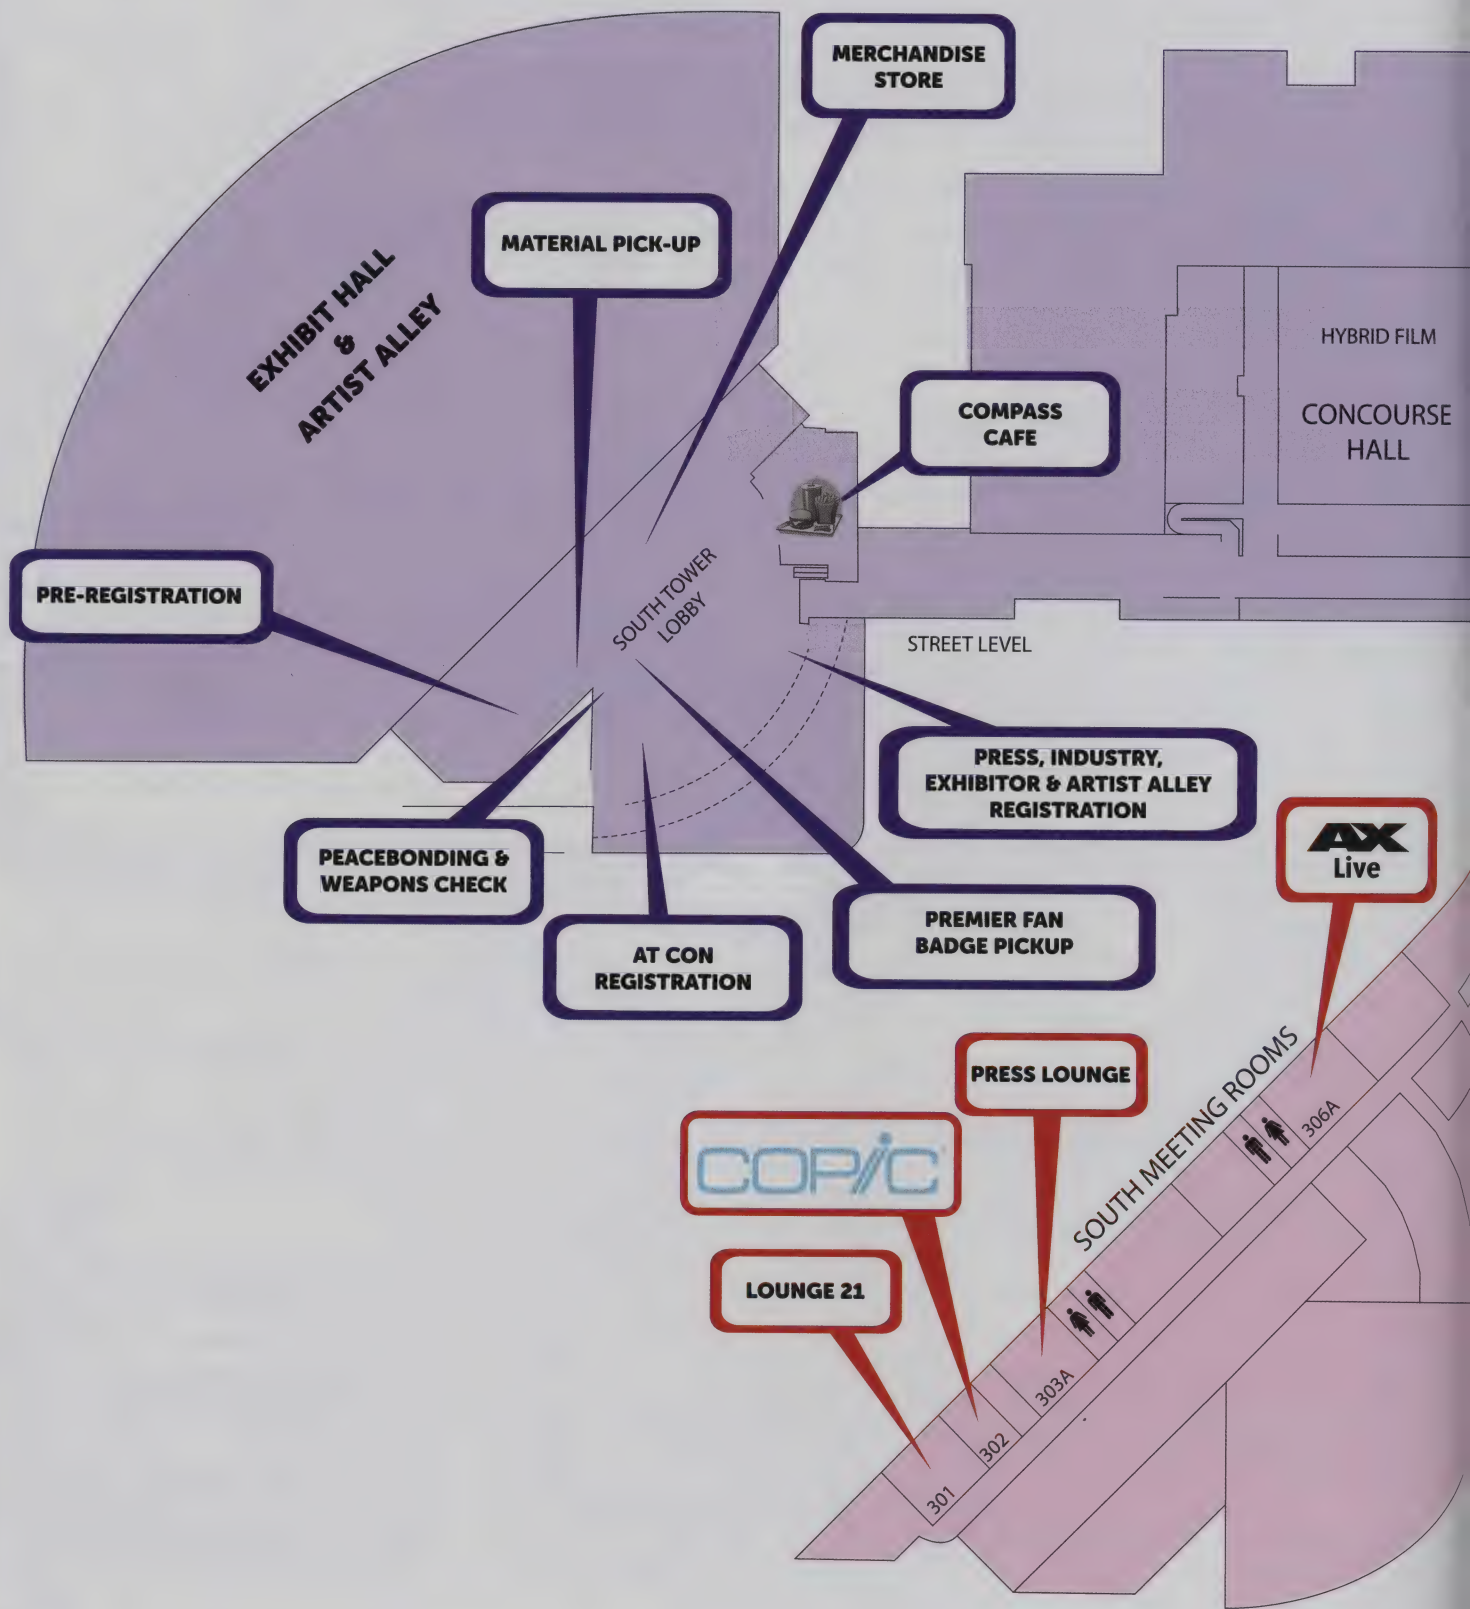 MERCHANDISE
STORE
MATERIAL PICK-UP
EXHIBIT HALL
&
ARTIST ALLEY
HYBRID FILM
CONCOURSE
HALL
COMPASS
CAFE
PRE-REGISTRATION
SOUTH TOWER
LOBBY
STREET LEVEL
PRESS, INDUSTRY,
EXHIBITOR & ARTIST ALLEY
REGISTRATION
PEACEBONDING &
WEAPONS CHECK
AT CON
REGISTRATION
PREMIER FAN
BADGE PICKUP
AX
Live
PRESS LOUNGE
SOUTH MEETING ROOMS
306A
COPIC
LOUNGE 21
303A
302
301